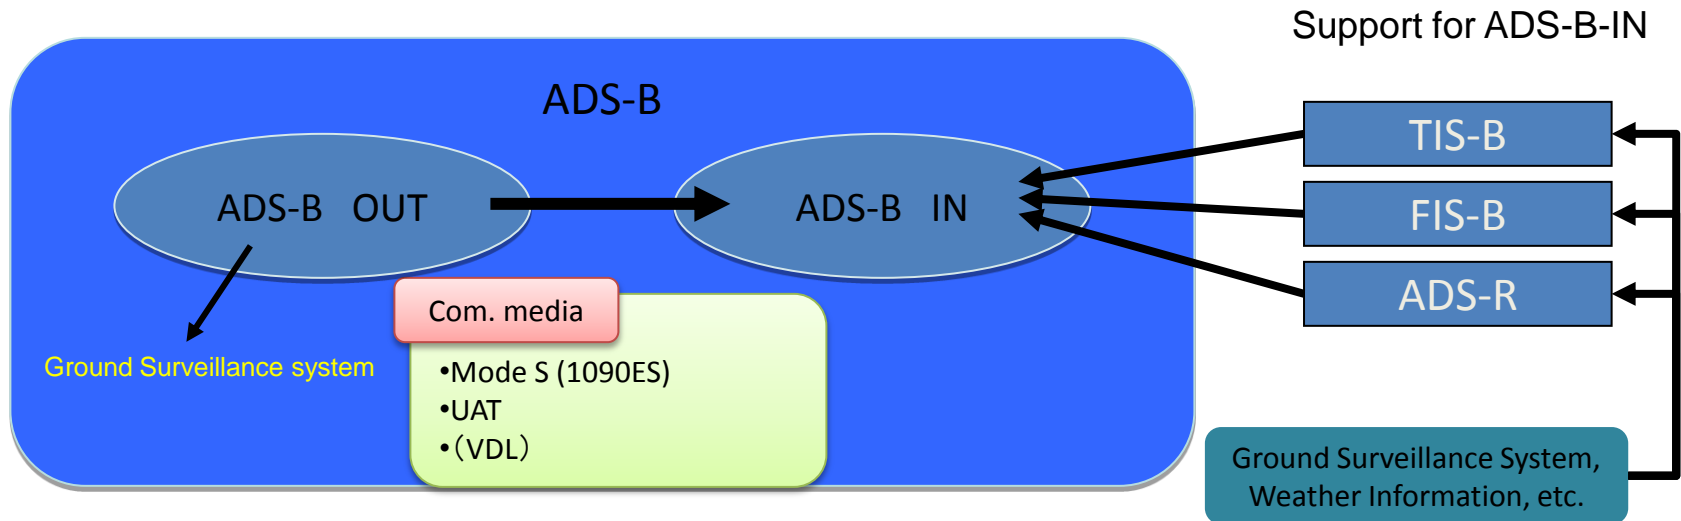 Support for ADS-B-IN
ADS-B
ADS-B OUT
ADS-B IN
TIS-B
FIS-B
ADS-R
Com. media
Ground Surveillance system
•Mode S (1090ES)
•UAT
•（VDL）
Ground Surveillance System,
Weather Information, etc.